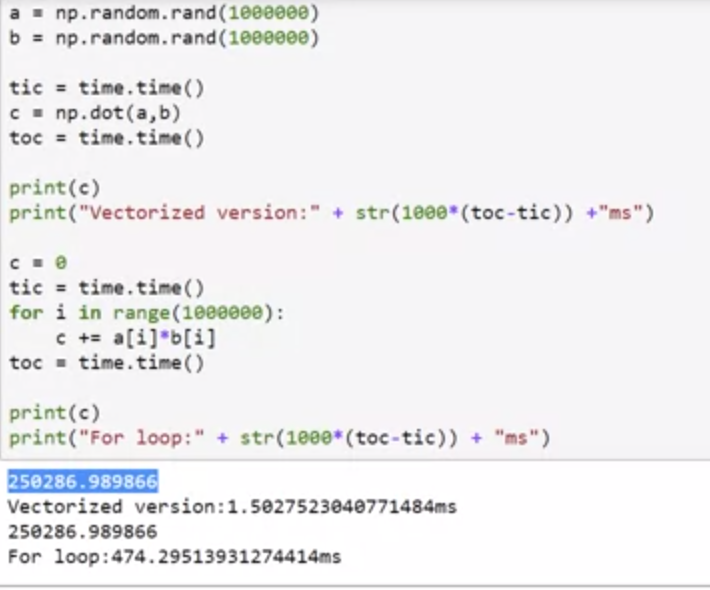 a = np.random.rand(1000000)
b = np.random.rand(1000000)
tic = time.time()
c = np.dot(a,b)
toc = time.time()
print(c)
print("Vectorized version:" + str(1000*(toc-tic)) +"ms")
c = 0
tic = time.time()
for i in range(1000000):
    c += a[i]*b[i]
toc = time.time()
print(c)
print("For loop:" + str(1000*(toc-tic)) + "ms")
250286.989866
Vectorized version:1.5027523040771484ms
250286.989866
For loop:474.29513931274414ms